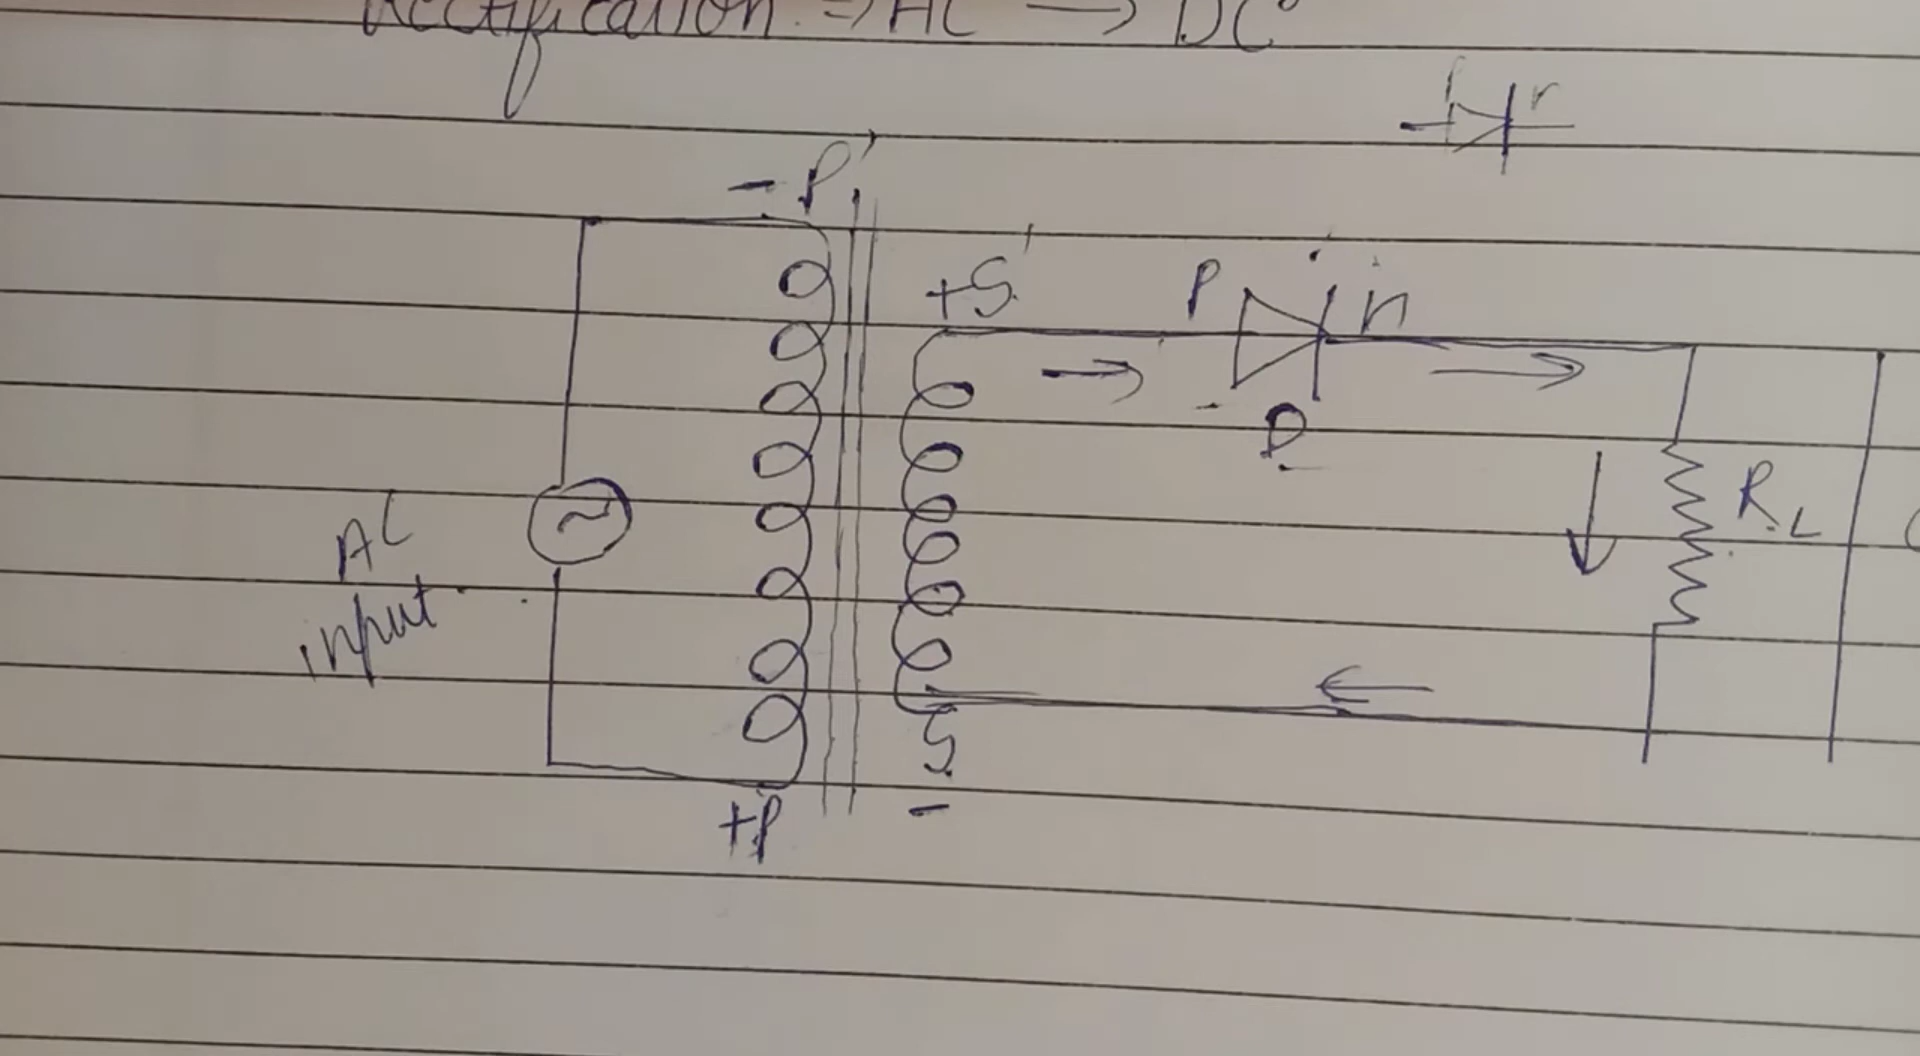 Rectification ⇒ AC → DC
p n
- P
+S
P n
D
RL
AC
input
S
-
+P